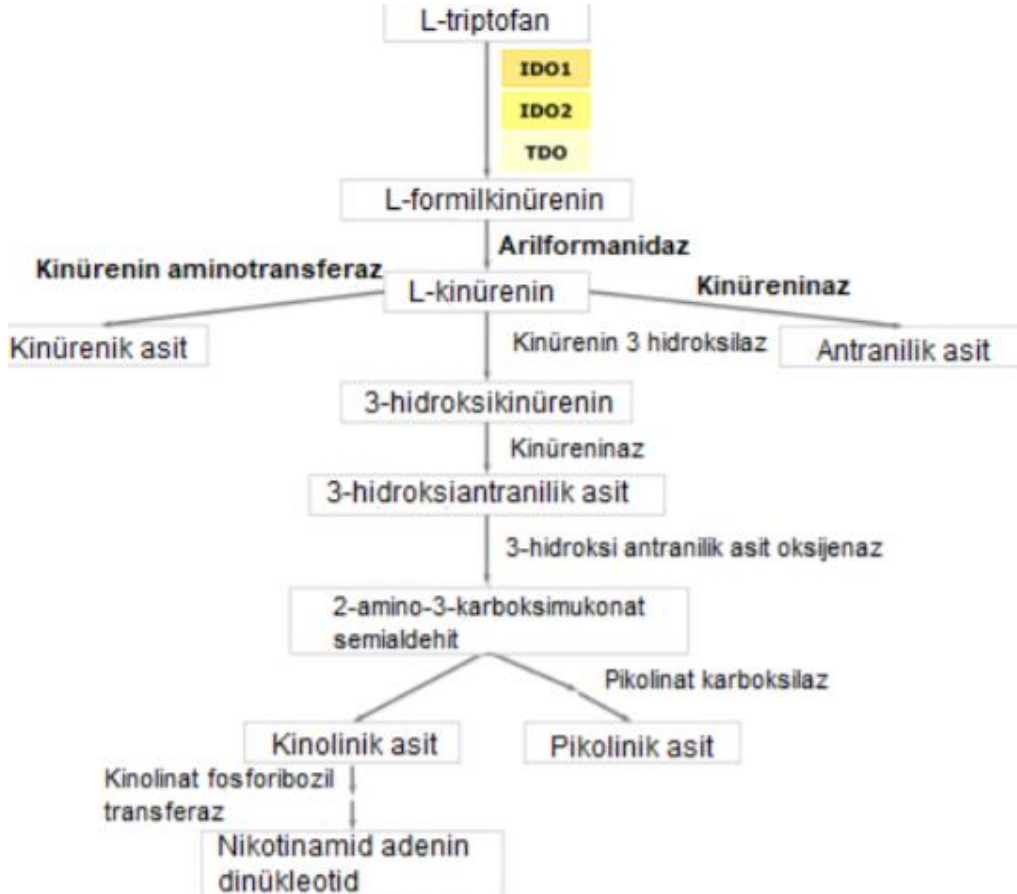 L-triptofan
IDO1
IDO2
TDO
L-formilkinürenin
Arilformanidaz
Kinürenin aminotransferaz
L-kinürenin
Kinüreninaz
Kinürenik asit
Kinürenin 3 hidroksilaz
Antranilik asit
3-hidroksikinürenin
Kinüreninaz
3-hidroksiantranilik asit
3-hidroksi antranilik asit oksijenaz
2-amino-3-karboksimukonat
semialdehit
Pikolinat karboksilaz
Kinolinik asit
Pikolinik asit
Kinolinat fosforibozil
transferaz
Nikotinamid adenin
dinükleotid